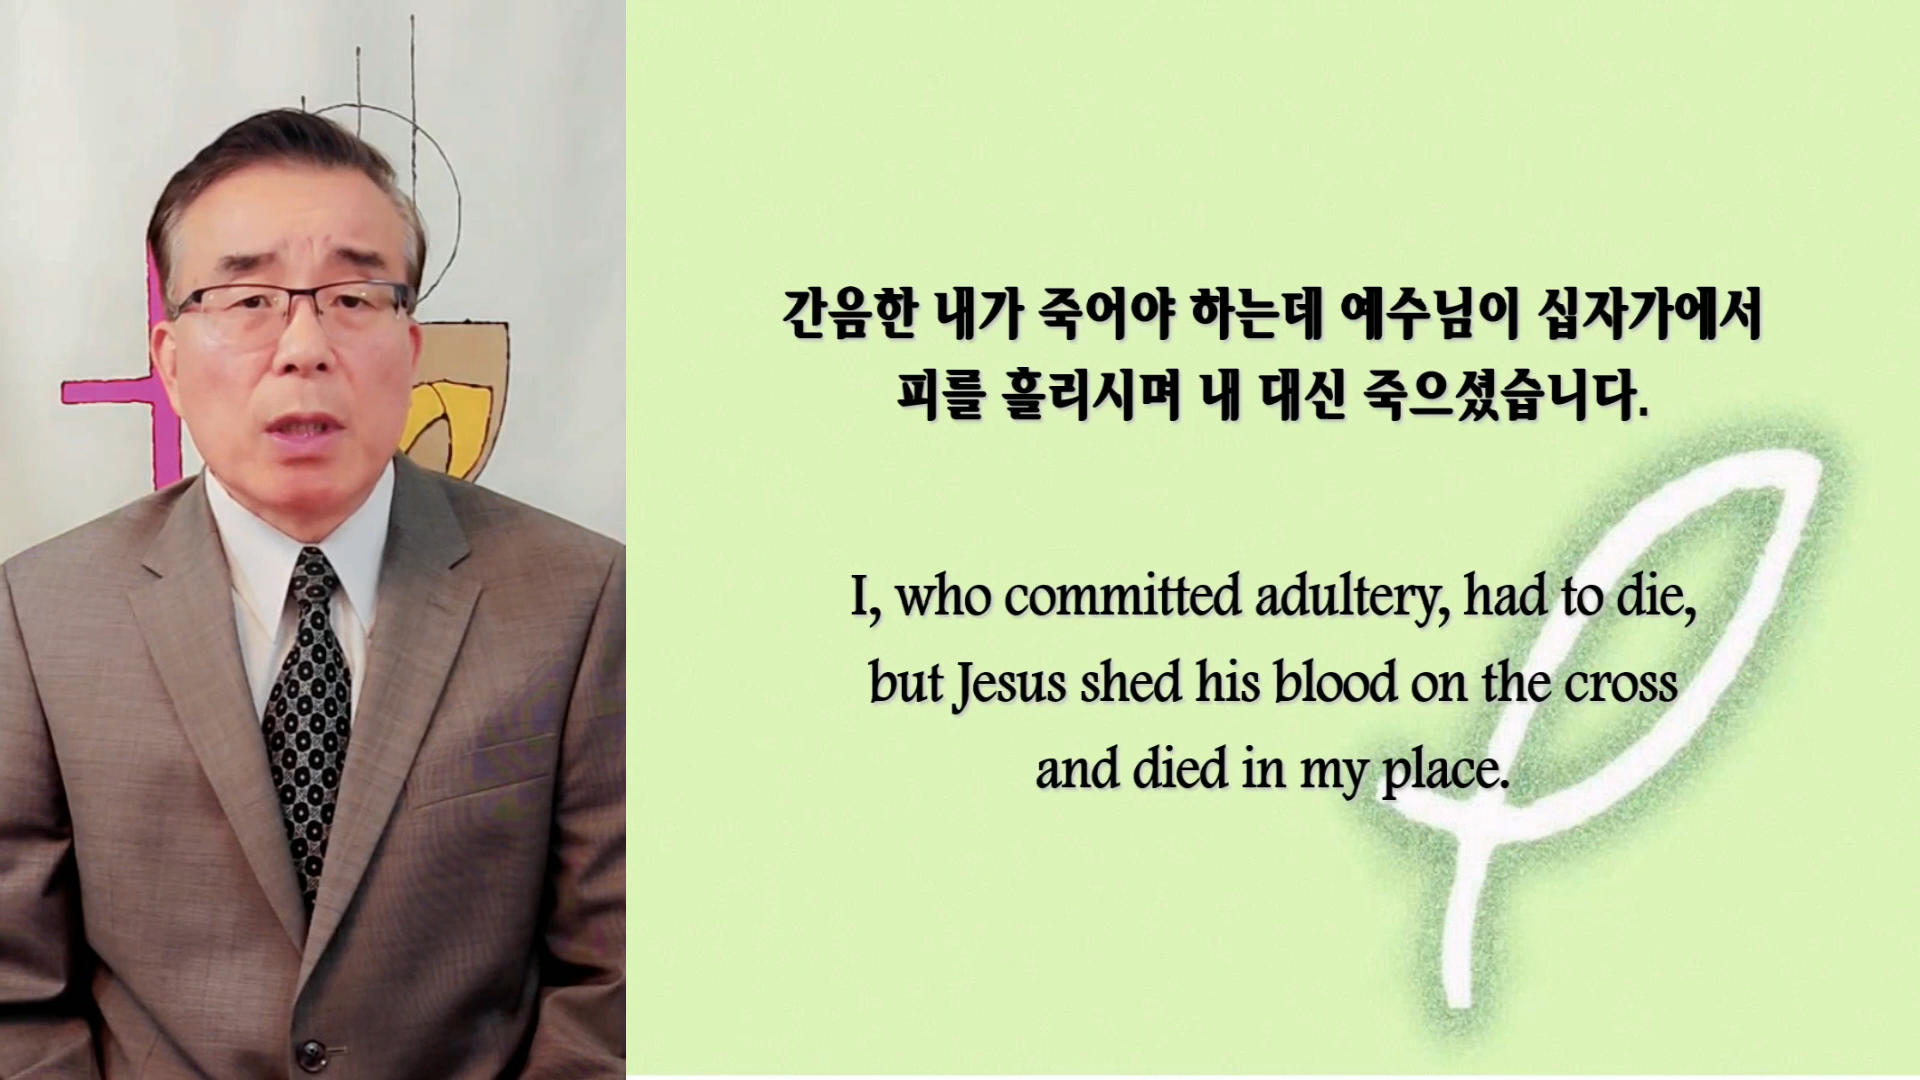 간음한 내가 죽어야 하는데 예수님이 십자가에서
피를 흘리시며 내 대신 죽으셨습니다.
I, who committed adultery, had to die,
but Jesus shed his blood on the cross
and died in my place.